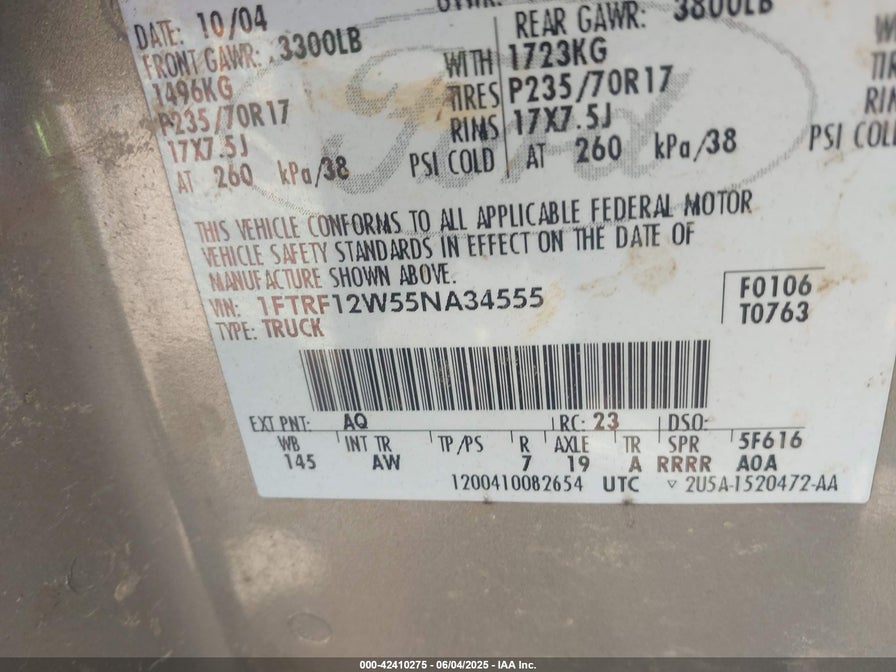 DATE: 10/04
FRONT GAWR: 3300LB REAR GAWR: 3800LB
1496KG WITH 1723KG
P235/70R17 TIRES P235/70R17
17X7.5J RIMS 17X7.5J
AT 260 kPa/38 PSI COLD AT 260 kPa/38 PSI COL
Ford
THIS VEHICLE CONFORMS TO ALL APPLICABLE FEDERAL MOTOR
VEHICLE SAFETY STANDARDS IN EFFECT ON THE DATE OF
MANUFACTURE SHOWN ABOVE.
VIN: 1FTRF12W55NA34555
TYPE: TRUCK
F0106
T0763
EXT PNT: AQ RC: 23 DSO:
WB INT TR TP/PS R AXLE TR SPR 5F616
145 AW 7 19 A RRRR AOA
1200410082654 UTC ▽ 2U5A-1520472-AA
000-42410275 - 06/04/2025 - IAA Inc.